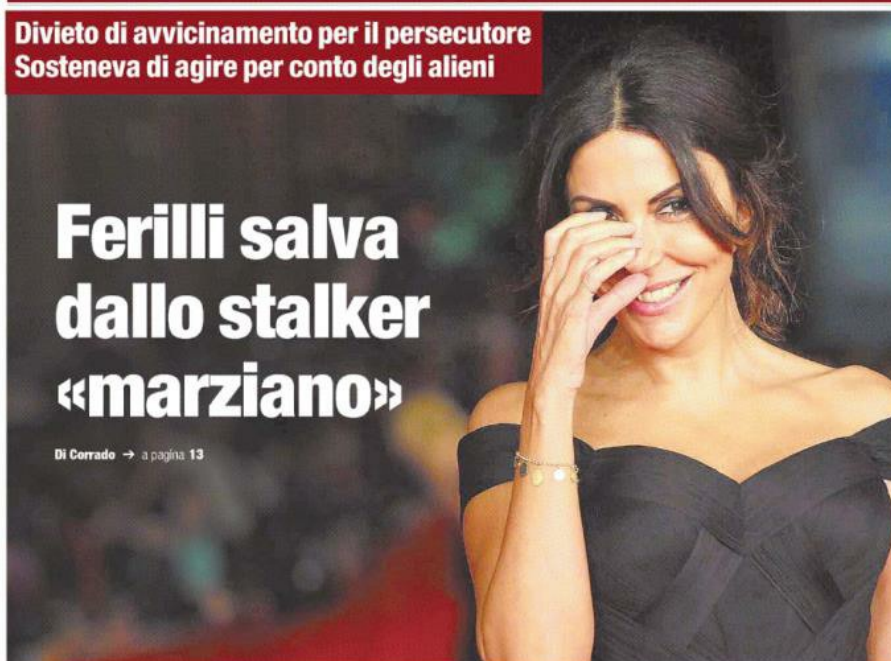 Divieto di avvicinamento per il persecutore
Sosteneva di agire per conto degli alieni
Ferilli salva
dallo stalker
«marziano»
Di Corrado → a pagina 13